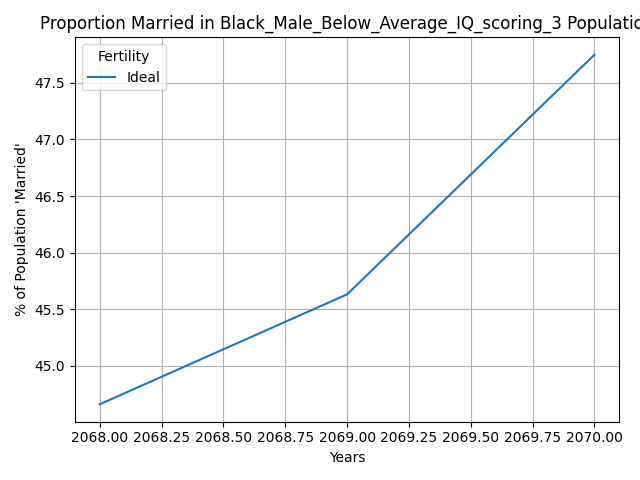 Proportion Married in Black_Male_Below_Average_IQ_scoring_3 Populatio
Fertility
Ideal
47.5
47.0
46.5
46.0
45.5
45.0
% of Population 'Married'
2068.00 2068.25 2068.50 2068.75 2069.00 2069.25 2069.50 2069.75 2070.00
Years